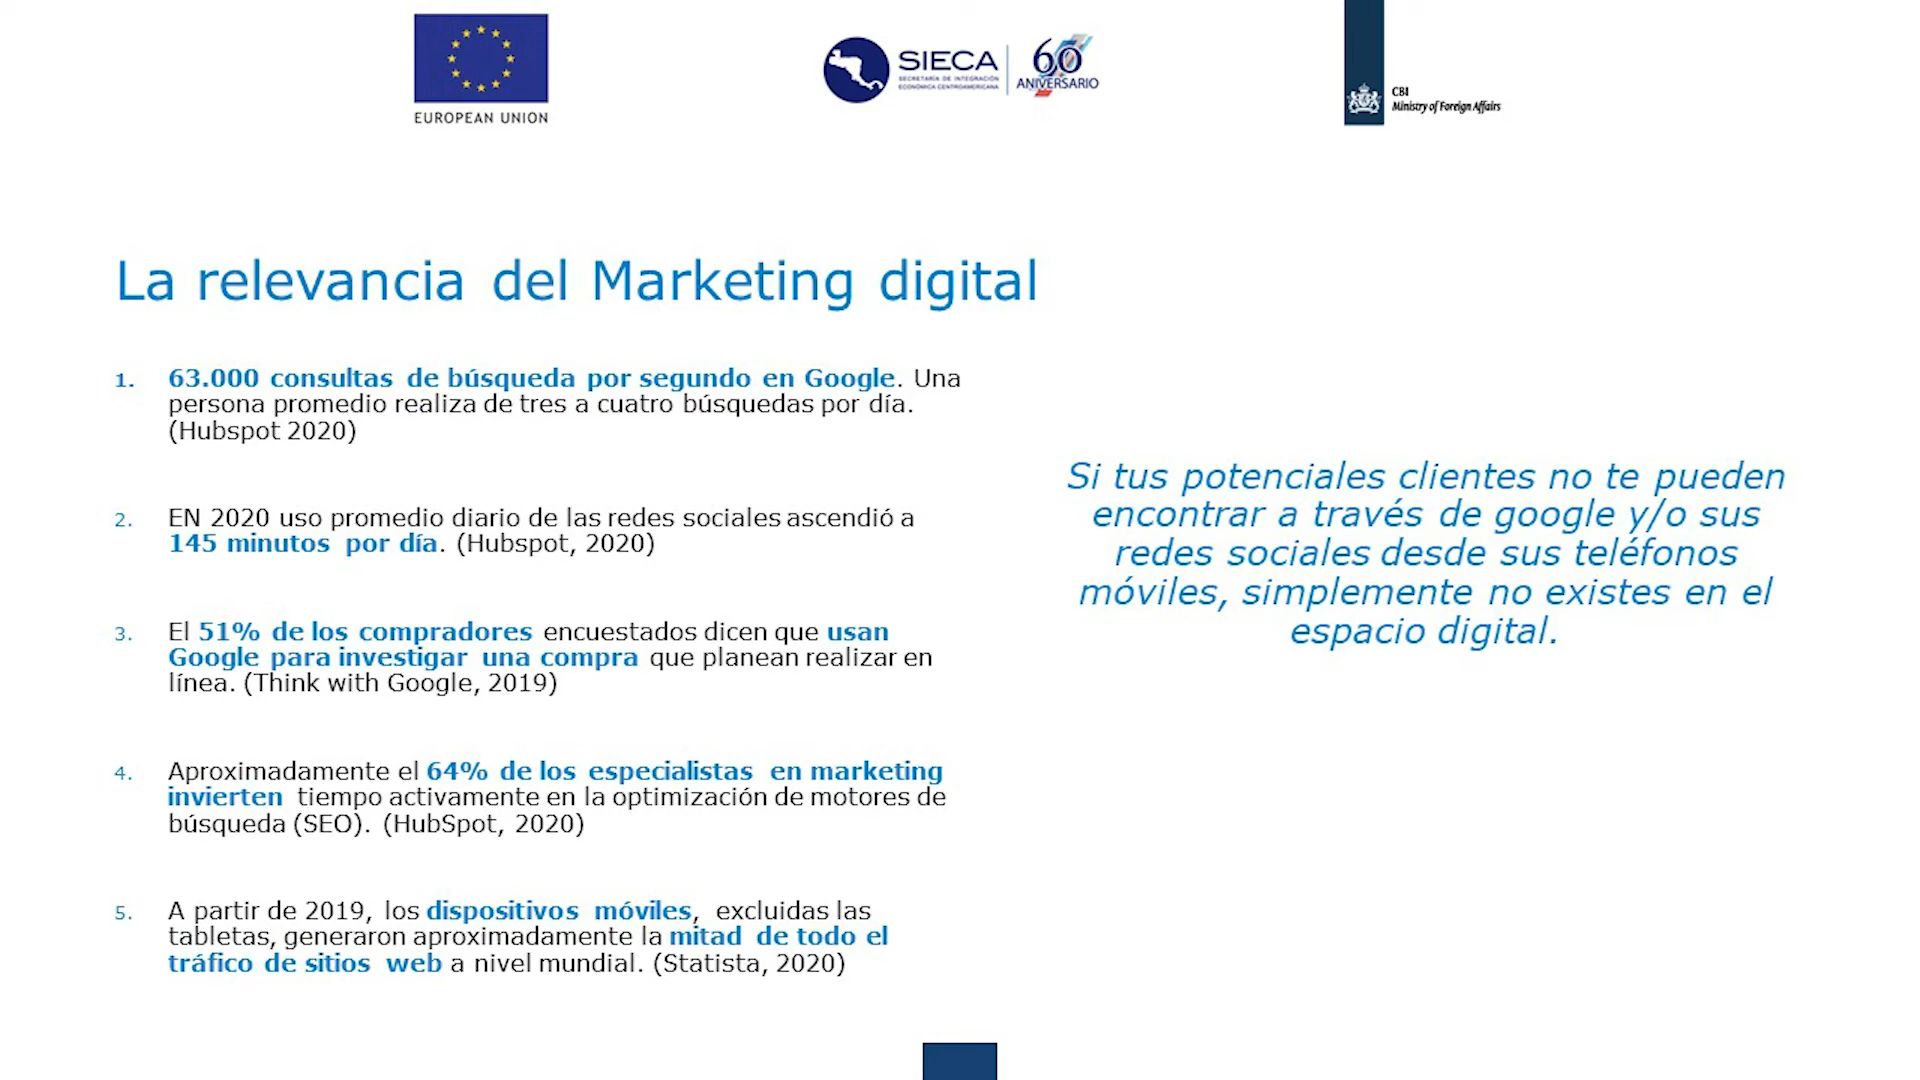 EUROPEAN UNION
SIECA
SECRETARÍA DE INTEGRACIÓN
ECONÓMICA CENTROAMERICANA
60
ANIVERSARIO
CBI
Ministry of Foreign Affairs
La relevancia del Marketing digital
1. 63.000 consultas de búsqueda por segundo en Google. Una
persona promedio realiza de tres a cuatro búsquedas por día.
(Hubspot 2020)
2. EN 2020 uso promedio diario de las redes sociales ascendió a
145 minutos por día. (Hubspot, 2020)
3. El 51% de los compradores encuestados dicen que usan
Google para investigar una compra que planean realizar en
línea. (Think with Google, 2019)
4. Aproximadamente el 64% de los especialistas en marketing
invierten tiempo activamente en la optimización de motores de
búsqueda (SEO). (HubSpot, 2020)
5. A partir de 2019, los dispositivos móviles, excluidas las
tabletas, generaron aproximadamente la mitad de todo el
tráfico de sitios web a nivel mundial. (Statista, 2020)
Si tus potenciales clientes no te pueden
encontrar a través de google y/o sus
redes sociales desde sus teléfonos
móviles, simplemente no existes en el
espacio digital.